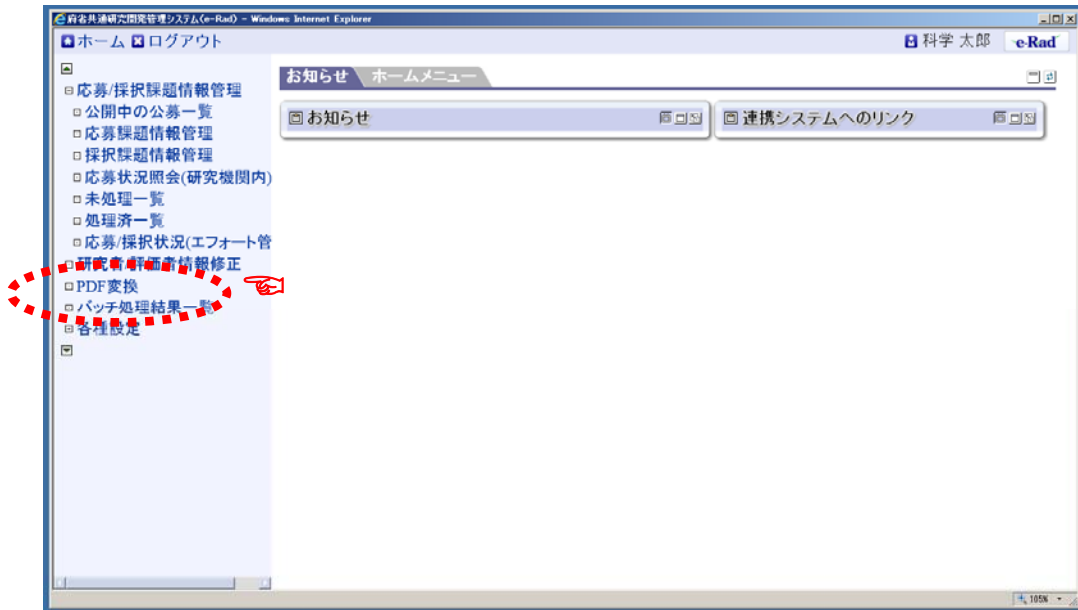 府省共通研究開発管理システム(e-Rad) - Windows Internet Explorer
ホーム ログアウト
科学 太郎 e-Rad
応募/採択課題情報管理
公開中の公募一覧
応募課題情報管理
採択課題情報管理
応募状況照会(研究機関内)
未処理一覧
処理済一覧
応募/採択状況(エフォート管
研究者/評価者情報修正
PDF変換
バッチ処理結果一覧
各種設定
お知らせ ホームメニュー
お知らせ
連携システムへのリンク
105%